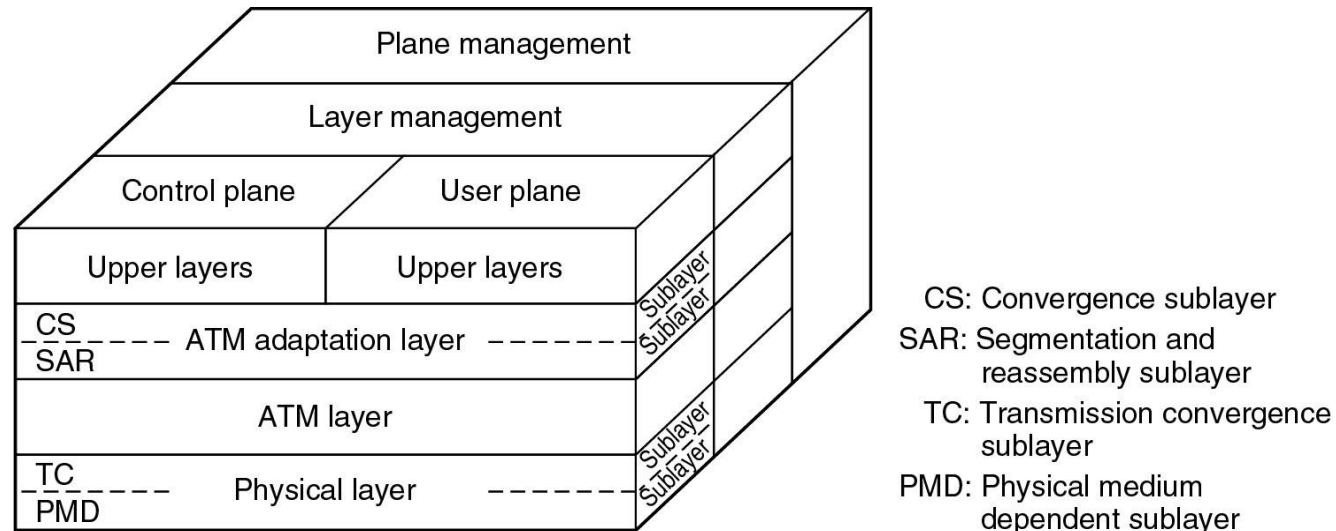 Plane management
Layer management
Control plane
User plane
Upper layers
Upper layers
Sublayer
Sublayer
CS
ATM adaptation layer
SAR
ATM layer
Sublayer
Sublayer
TC
Physical layer
PMD
CS: Convergence sublayer
SAR: Segmentation and
reassembly sublayer
TC: Transmission convergence
sublayer
PMD: Physical medium
dependent sublayer